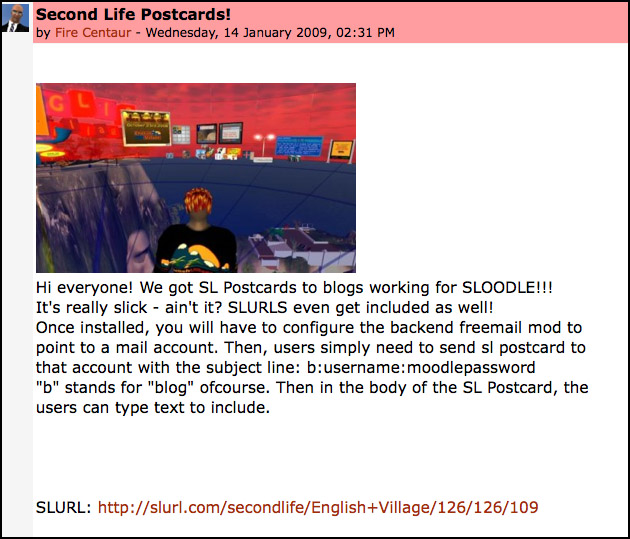 Second Life Postcards!
by Fire Centaur - Wednesday, 14 January 2009, 02:31 PM
Hi everyone! We got SL Postcards to blogs working for SLOODLE!!!
It's really slick - ain't it? SLURLS even get included as well!
Once installed, you will have to configure the backend freemail mod to
point to a mail account. Then, users simply need to send sl postcard to
that account with the subject line: b:username:moodlepassword
"b" stands for "blog" ofcourse. Then in the body of the SL Postcard, the
users can type text to include.
SLURL: http://slurl.com/secondlife/English+Village/126/126/109